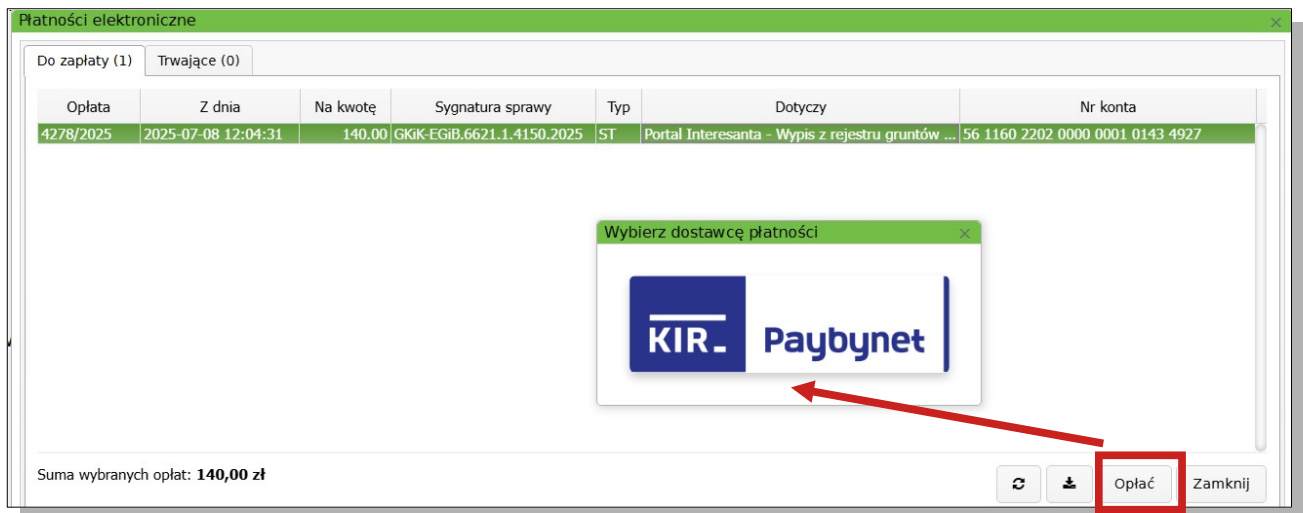 Płatności elektroniczne
Do zapłaty (1) Trwające (0)
Opłata Z dnia Na kwotę Sygnatura sprawy Typ Dotyczy Nr konta
4278/2025 2025-07-08 12:04:31 140.00 GKiK-EGiB.6621.1.4150.2025 ST Portal Interesanta - Wypis z rejestru gruntów ... 56 1160 2202 0000 0001 0143 4927
Wybierz dostawcę płatności
KIR Paybynet
Suma wybranych opłat: 140,00 zł
Opłać Zamknij